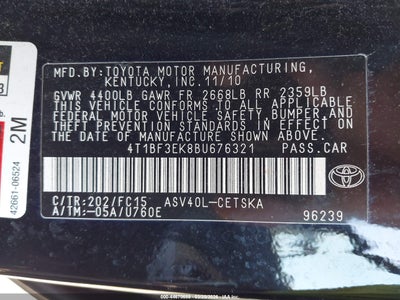 MFD.BY:TOYOTA MOTOR MANUFACTURING,
KENTUCKY, INC.11/10
GVWR 4400LB GAWR FR 2668LB RR 2359LB
THIS VEHICLE CONFORMS TO ALL APPLICABLE
FEDERAL MOTOR VEHICLE SAFETY, BUMPER, AND
THEFT PREVENTION STANDARDS IN EFFECT ON
THE DATE OF MANUFACTURE SHOWN ABOVE.
4T1BF3EK8BU676321 PASS.CAR
C/TR:202/FC15 ASV40L-CETSKA
A/TM:-05A/U760E
96239
42661-06524
2M